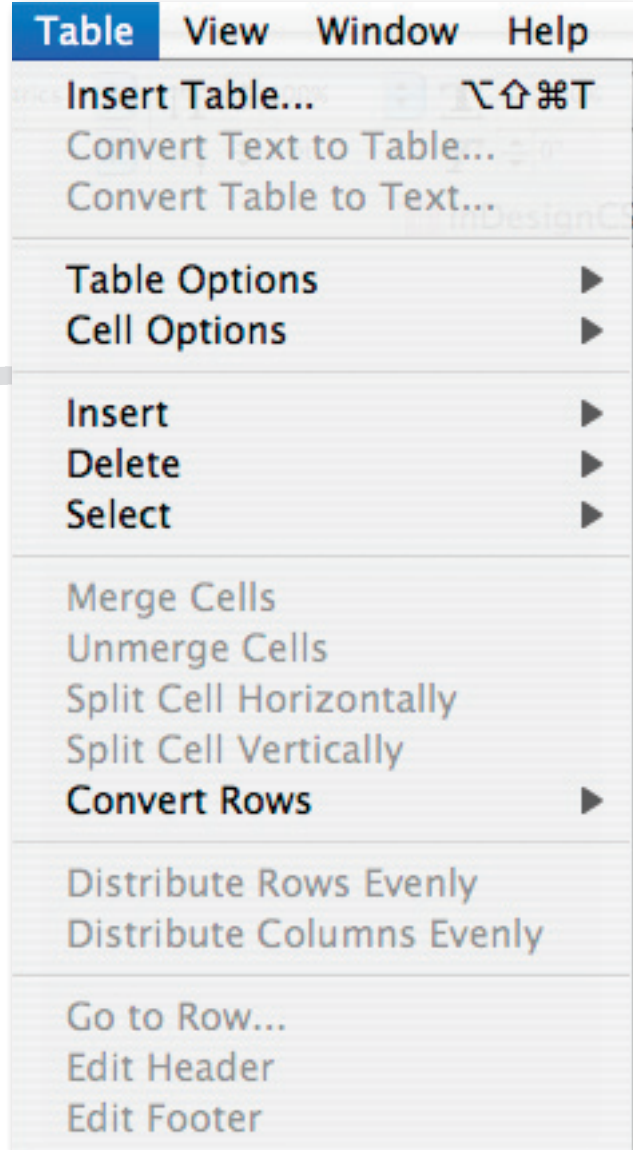 Table View Window Help
Insert Table... ⌥⇧⌘T
Convert Text to Table...
Convert Table to Text...
InDesignCS
Table Options ▶
Cell Options ▶
Insert ▶
Delete ▶
Select ▶
Merge Cells
Unmerge Cells
Split Cell Horizontally
Split Cell Vertically
Convert Rows ▶
Distribute Rows Evenly
Distribute Columns Evenly
Go to Row...
Edit Header
Edit Footer